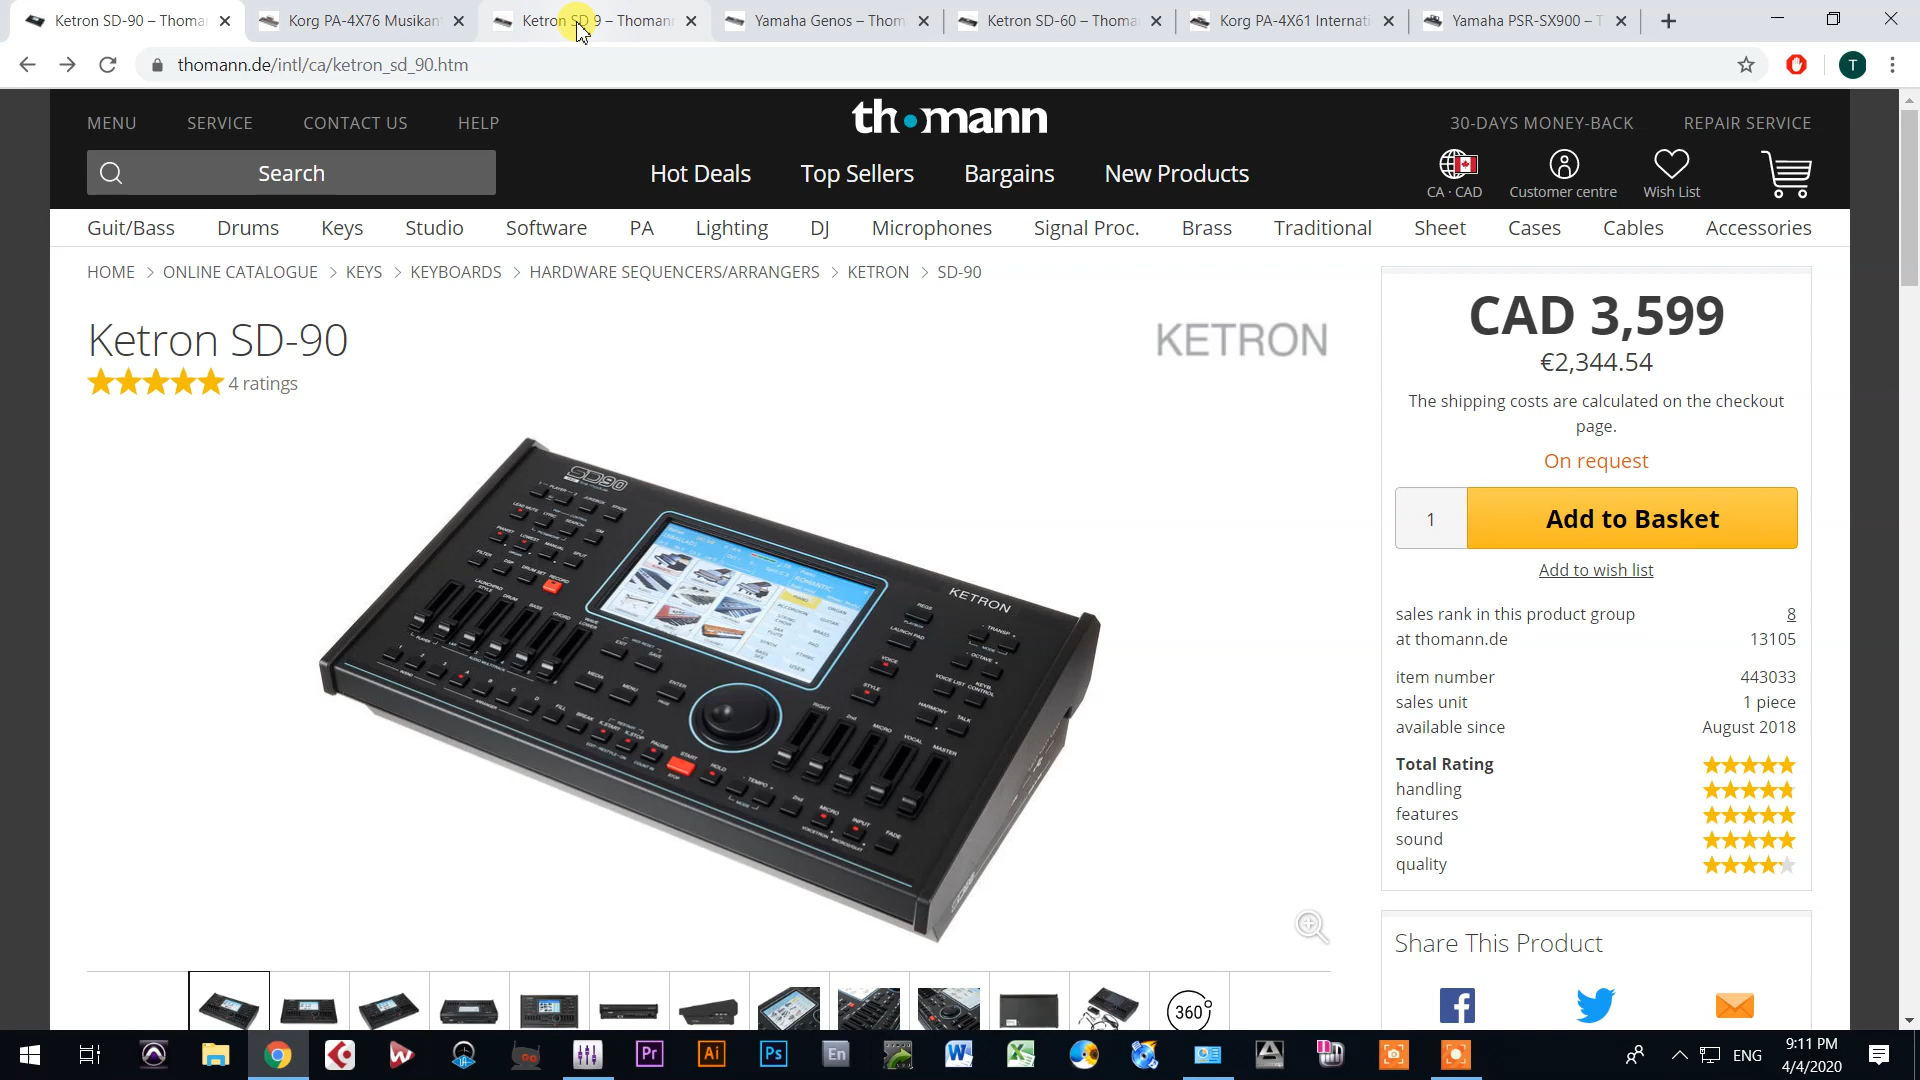 Ketron SD-90 – Thoma
Korg PA-4X76 Musikant
Ketron SD 9 – Thomann
Yamaha Genos – Thom
Ketron SD-60 – Thoma
Korg PA-4X61 Internati
Yamaha PSR-SX900 – T
thomann.de/intl/ca/ketron_sd_90.htm
T
MENU SERVICE CONTACT US HELP
thomann
30-DAYS MONEY-BACK REPAIR SERVICE
Search
Hot Deals Top Sellers Bargains New Products
CA · CAD Customer centre Wish List
Guit/Bass Drums Keys Studio Software PA Lighting DJ Microphones Signal Proc. Brass Traditional Sheet Cases Cables Accessories
HOME > ONLINE CATALOGUE > KEYS > KEYBOARDS > HARDWARE SEQUENCERS/ARRANGERS > KETRON > SD-90
Ketron SD-90
KETRON
4 ratings
SD90
KETRON
CAD 3,599
€2,344.54
The shipping costs are calculated on the checkout
page.
On request
1
Add to Basket
Add to wish list
sales rank in this product group 8
at thomann.de 13105
item number 443033
sales unit 1 piece
available since August 2018
Total Rating
handling
features
sound
quality
Share This Product
360°
Pr
Ai
Ps
En
ENG
9:11 PM
4/4/2020